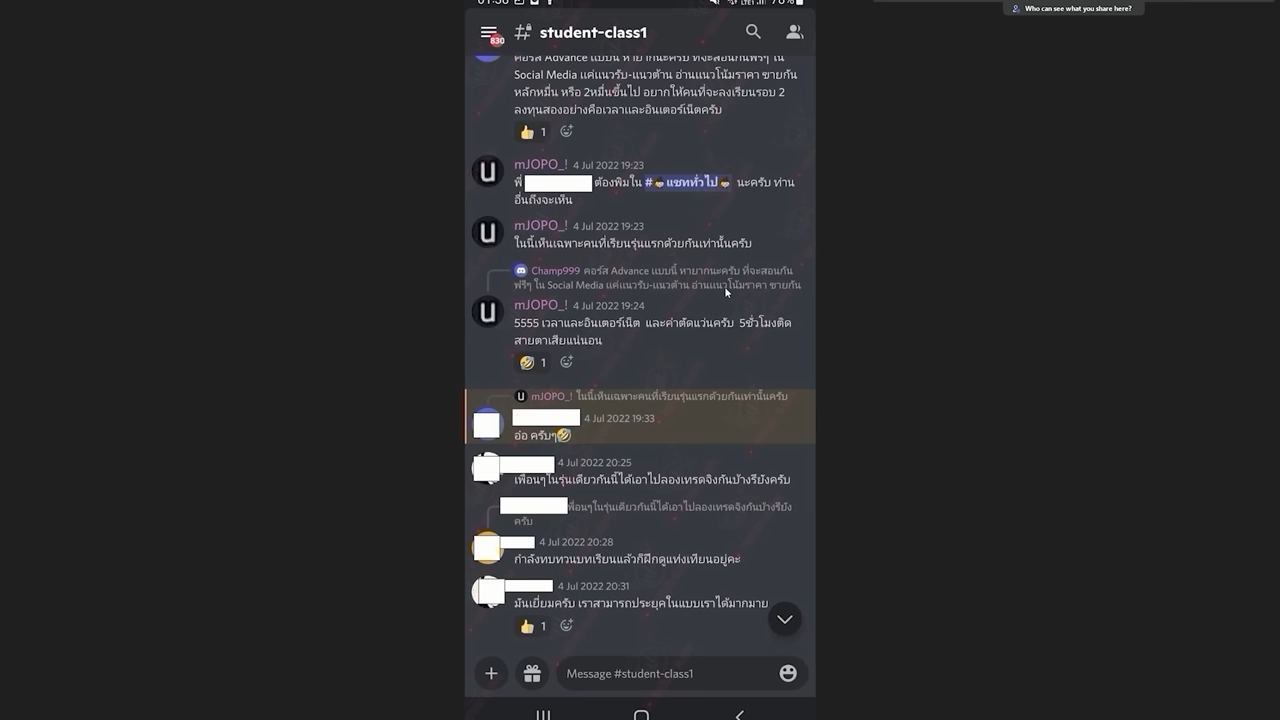 Who can see what you share here?
830
student-class1
คอร์ส Advance แบบนี้ หายากนะครับ ที่จะสอนกันฟรีๆ ใน
Social Media แค่แนวรับ-แนวต้าน อ่านแนวโน้มราคา ขายกัน
หลักหมื่น หรือ 2หมื่นขึ้นไป อยากให้คนที่จะลงเรียนรอบ 2
ลงทุนสองอย่างคือเวลาและอินเตอร์เน็ตครับ
👍 1
mJOPO_! 4 Jul 2022 19:23
พี่ ต้องพิมใน #แชททั่วไป นะครับ ท่าน
อื่นถึงจะเห็น
mJOPO_! 4 Jul 2022 19:23
ในนี้เห็นเฉพาะคนที่เรียนรุ่นแรกด้วยกันเท่านั้นครับ
Champ999 คอร์ส Advance แบบนี้ หายากนะครับ ที่จะสอนกัน
ฟรีๆ ใน Social Media แค่แนวรับ-แนวต้าน อ่านแนวโน้มราคา ขายกัน
mJOPO_! 4 Jul 2022 19:24
5555 เวลาและอินเตอร์เน็ต และค่าตัดแว่นครับ 5ชั่วโมงติด
สายตาเสียแน่นอน
🤣 1
mJOPO_! ในนี้เห็นเฉพาะคนที่เรียนรุ่นแรกด้วยกันเท่านั้นครับ
4 Jul 2022 19:33
อ๋อ ครับๆ🤣
4 Jul 2022 20:25
เพื่อนๆในรุ่นเดียวกันนี้ได้เอาไปลองเทรดจิงกันบ้างรึยังครับ
พื่อนๆในรุ่นเดียวกันนี้ได้เอาไปลองเทรดจิงกันบ้างรึยัง
ครับ
4 Jul 2022 20:28
กำลังทบทวนบทเรียนแล้วก็ฝึกดูแท่งเทียนอยู่คะ
4 Jul 2022 20:31
มันเยี่ยมครับ เราสามารถประยุคในแบบเราได้มากมาย
👍 1
Message #student-class1